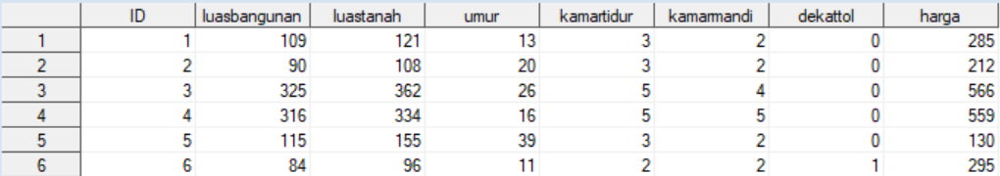 ID luasbangunan luastanah umur kamartidur kamarmandi dekattol harga
1 1 109 121 13 3 2 0 285
2 2 90 108 20 3 2 0 212
3 3 325 362 26 5 4 0 566
4 4 316 334 16 5 5 0 559
5 5 115 155 39 3 2 0 130
6 6 84 96 11 2 2 1 295